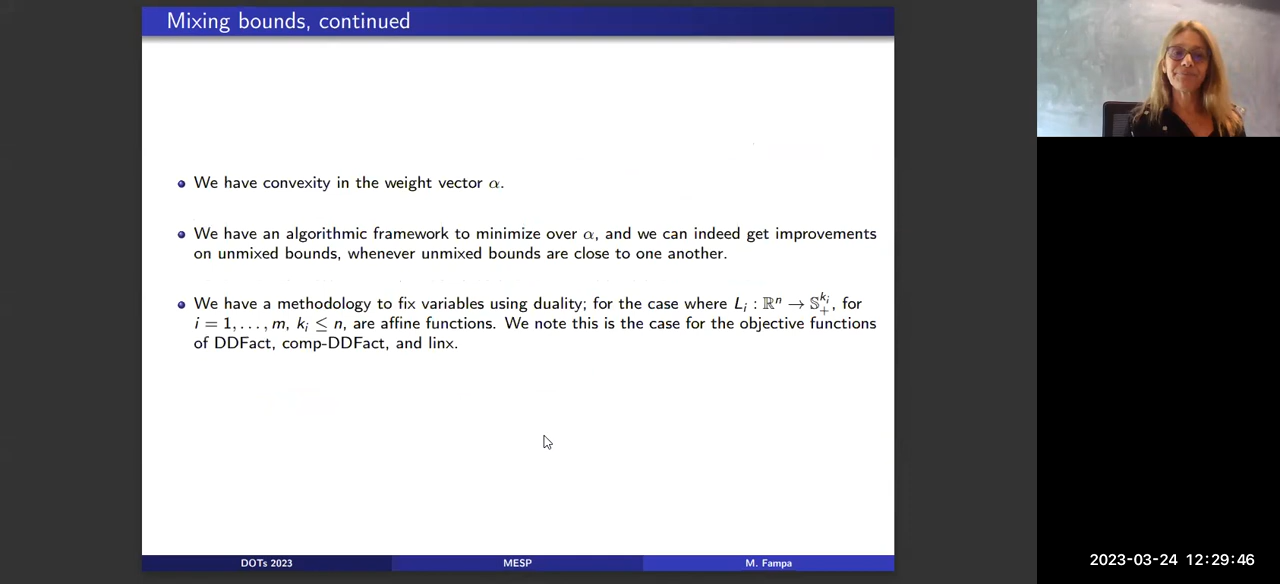 Mixing bounds, continued
We have convexity in the weight vector α.
We have an algorithmic framework to minimize over α, and we can indeed get improvements
on unmixed bounds, whenever unmixed bounds are close to one another.
We have a methodology to fix variables using duality; for the case where Lᵢ : ℝⁿ → 𝕊₊^{kᵢ}, for
i = 1, . . . , m, kᵢ ≤ n, are affine functions. We note this is the case for the objective functions
of DDFact, comp-DDFact, and linx.
DOTs 2023 MESP M. Fampa
2023-03-24 12:29:46